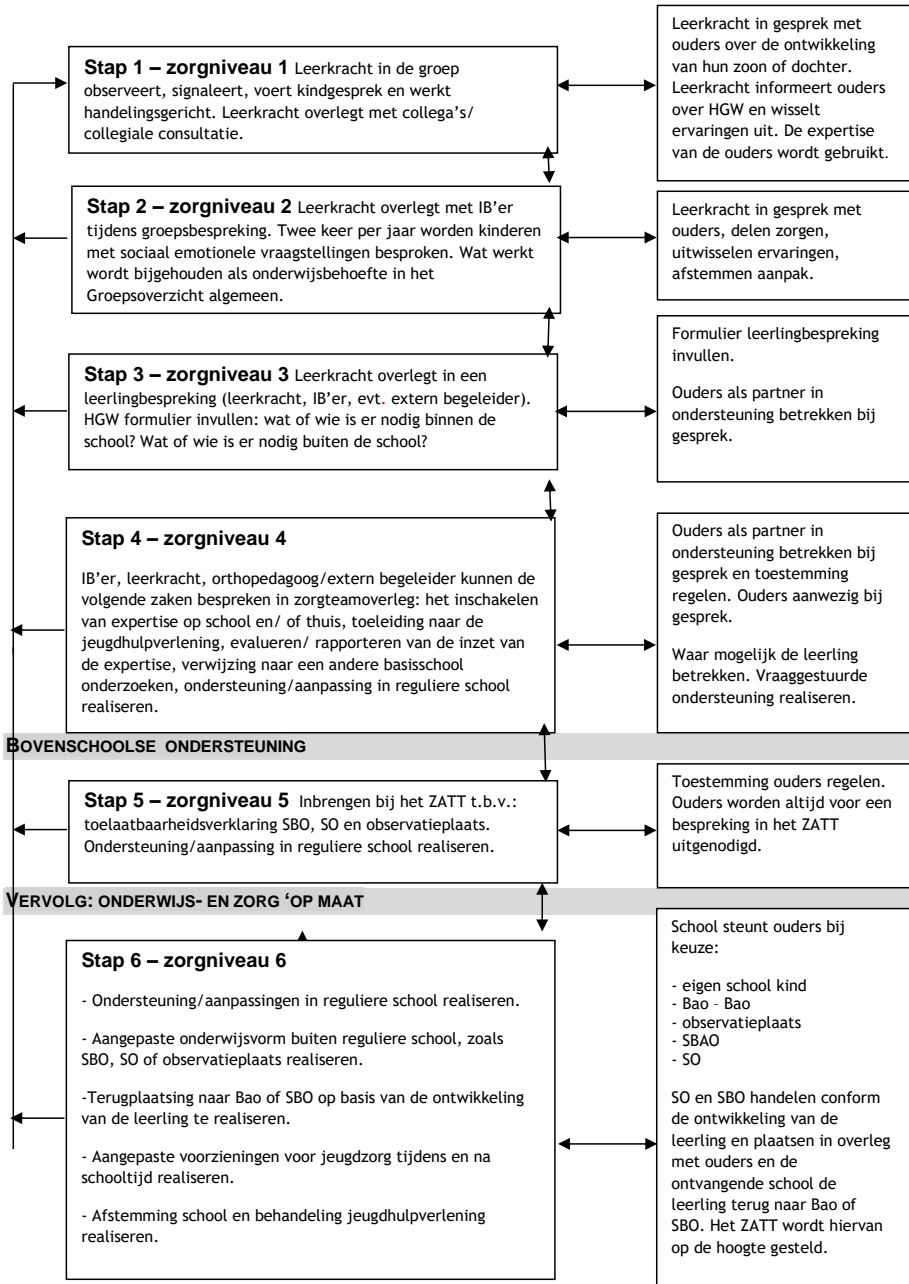 Stap 1 – zorgniveau 1 Leerkracht in de groep
observeert, signaleert, voert kindgesprek en werkt
handelingsgericht. Leerkracht overlegt met collega's/
collegiale consultatie.
Leerkracht in gesprek met
ouders over de ontwikkeling
van hun zoon of dochter.
Leerkracht informeert ouders
over HGW en wisselt
ervaringen uit. De expertise
van de ouders wordt gebruikt.
Stap 2 – zorgniveau 2 Leerkracht overlegt met IB'er
tijdens groepsbespreking. Twee keer per jaar worden kinderen
met sociaal emotionele vraagstellingen besproken. Wat werkt
wordt bijgehouden als onderwijsbehoefte in het
Groepsoverzicht algemeen.
Leerkracht in gesprek met
ouders, delen zorgen,
uitwisselen ervaringen,
afstemmen aanpak.
Stap 3 – zorgniveau 3 Leerkracht overlegt in een
leerlingbespreking (leerkracht, IB'er, evt. extern begeleider).
HGW formulier invullen: wat of wie is er nodig binnen de
school? Wat of wie is er nodig buiten de school?
Formulier leerlingbespreking
invullen.
Ouders als partner in
ondersteuning betrekken bij
gesprek.
Stap 4 – zorgniveau 4
IB'er, leerkracht, orthopedagoog/extern begeleider kunnen de
volgende zaken bespreken in zorgteamoverleg: het inschakelen
van expertise op school en/ of thuis, toeleiding naar de
jeugdhulpverlening, evalueren/ rapporteren van de inzet van
de expertise, verwijzing naar een andere basisschool
onderzoeken, ondersteuning/aanpassing in reguliere school
realiseren.
Ouders als partner in
ondersteuning betrekken bij
gesprek en toestemming
regelen. Ouders aanwezig bij
gesprek.
Waar mogelijk de leerling
betrekken. Vraaggestuurde
ondersteuning realiseren.
BOVENSCHOOLSE ONDERSTEUNING
Stap 5 – zorgniveau 5 Inbrengen bij het ZATT t.b.v.:
toelaatbaarheidsverklaring SBO, SO en observatieplaats.
Ondersteuning/aanpassing in reguliere school realiseren.
Toestemming ouders regelen.
Ouders worden altijd voor een
bespreking in het ZATT
uitgenodigd.
VERVOLG: ONDERWIJS- EN ZORG 'OP MAAT
Stap 6 – zorgniveau 6
- Ondersteuning/aanpassingen in reguliere school realiseren.
- Aangepaste onderwijsvorm buiten reguliere school, zoals
SBO, SO of observatieplaats realiseren.
-Terugplaatsing naar Bao of SBO op basis van de ontwikkeling
van de leerling te realiseren.
- Aangepaste voorzieningen voor jeugdzorg tijdens en na
schooltijd realiseren.
- Afstemming school en behandeling jeugdhulpverlening
realiseren.
School steunt ouders bij
keuze:
- eigen school kind
- Bao – Bao
- observatieplaats
- SBAO
- SO
SO en SBO handelen conform
de ontwikkeling van de
leerling en plaatsen in overleg
met ouders en de
ontvangende school de
leerling terug naar Bao of
SBO. Het ZATT wordt hiervan
op de hoogte gesteld.